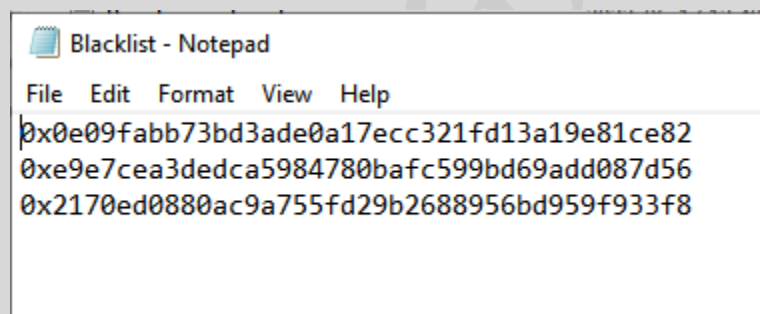 Blacklist - Notepad
File Edit Format View Help
0x0e09fabb73bd3ade0a17ecc321fd13a19e81ce82
0xe9e7cea3dedca5984780bafc599bd69add087d56
0x2170ed0880ac9a755fd29b2688956bd959f933f8